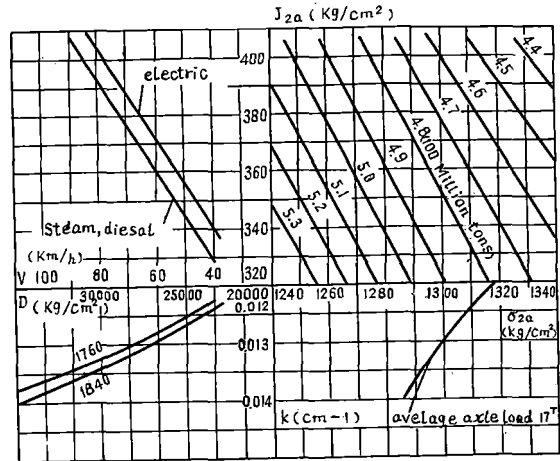 J2a (Kg/cm²)
400
electric
4.4
4.5
4.6
4.7
4.8(100 Million tons)
4.9
5.0
5.1
5.2
5.3
380
360
340
320
Steam, diesal
(Km/h)
V 100 80 60 40
D (Kg/cm²) 30000 25000 20000
1240 1260 1280 1300 1320 1340
σ2a
(kg/cm²)
0.012
0.013
0.014
1760
1840
k(cm-1)
avelage axle load 17T